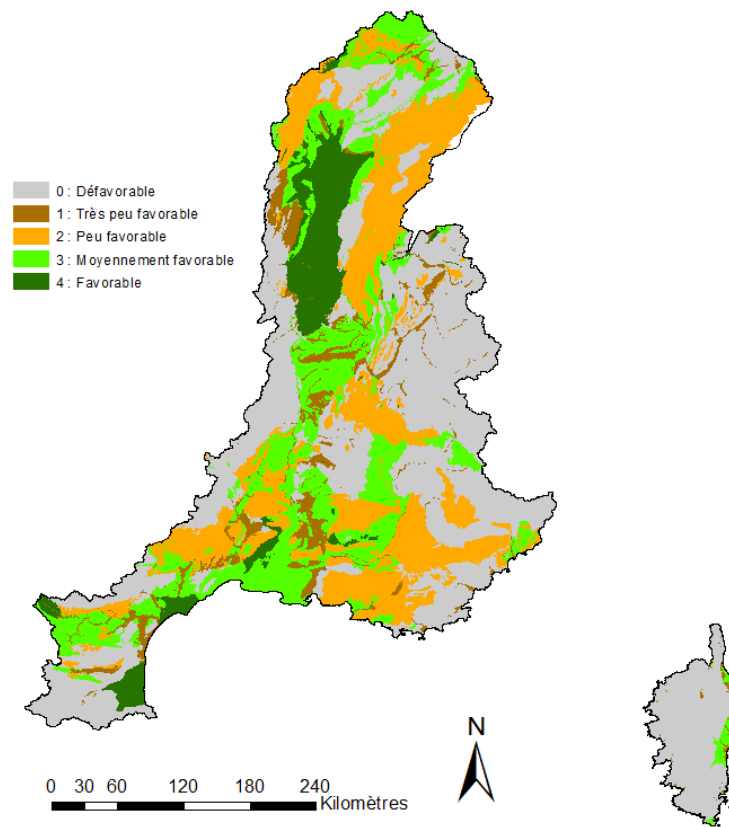 0 : Défavorable
1 : Très peu favorable
2 : Peu favorable
3 : Moyennement favorable
4 : Favorable
N
0 30 60 120 180 240
Kilomètres